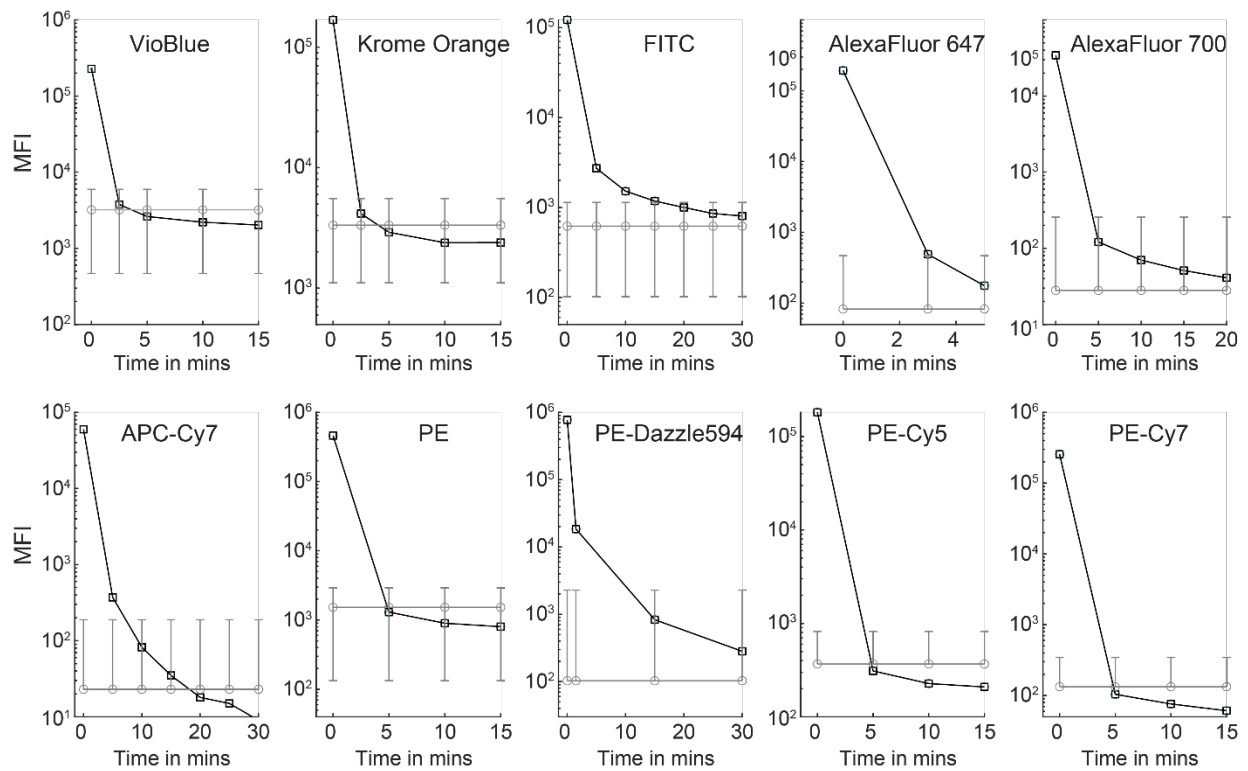 VioBlue
MFI
10^6
10^5
10^4
10^3
10^2
0 5 10 15
Time in mins
Krome Orange
10^5
10^4
10^3
0 5 10 15
Time in mins
FITC
10^5
10^4
10^3
10^2
0 10 20 30
Time in mins
AlexaFluor 647
10^6
10^5
10^4
10^3
10^2
0 2 4
Time in mins
AlexaFluor 700
10^5
10^4
10^3
10^2
10^1
0 5 10 15 20
Time in mins
APC-Cy7
MFI
10^5
10^4
10^3
10^2
10^1
0 10 20 30
Time in mins
PE
10^6
10^5
10^4
10^3
10^2
0 5 10 15
Time in mins
PE-Dazzle594
10^6
10^5
10^4
10^3
10^2
0 10 20 30
Time in mins
PE-Cy5
10^5
10^4
10^3
10^2
0 5 10 15
Time in mins
PE-Cy7
10^6
10^5
10^4
10^3
10^2
0 5 10 15
Time in mins